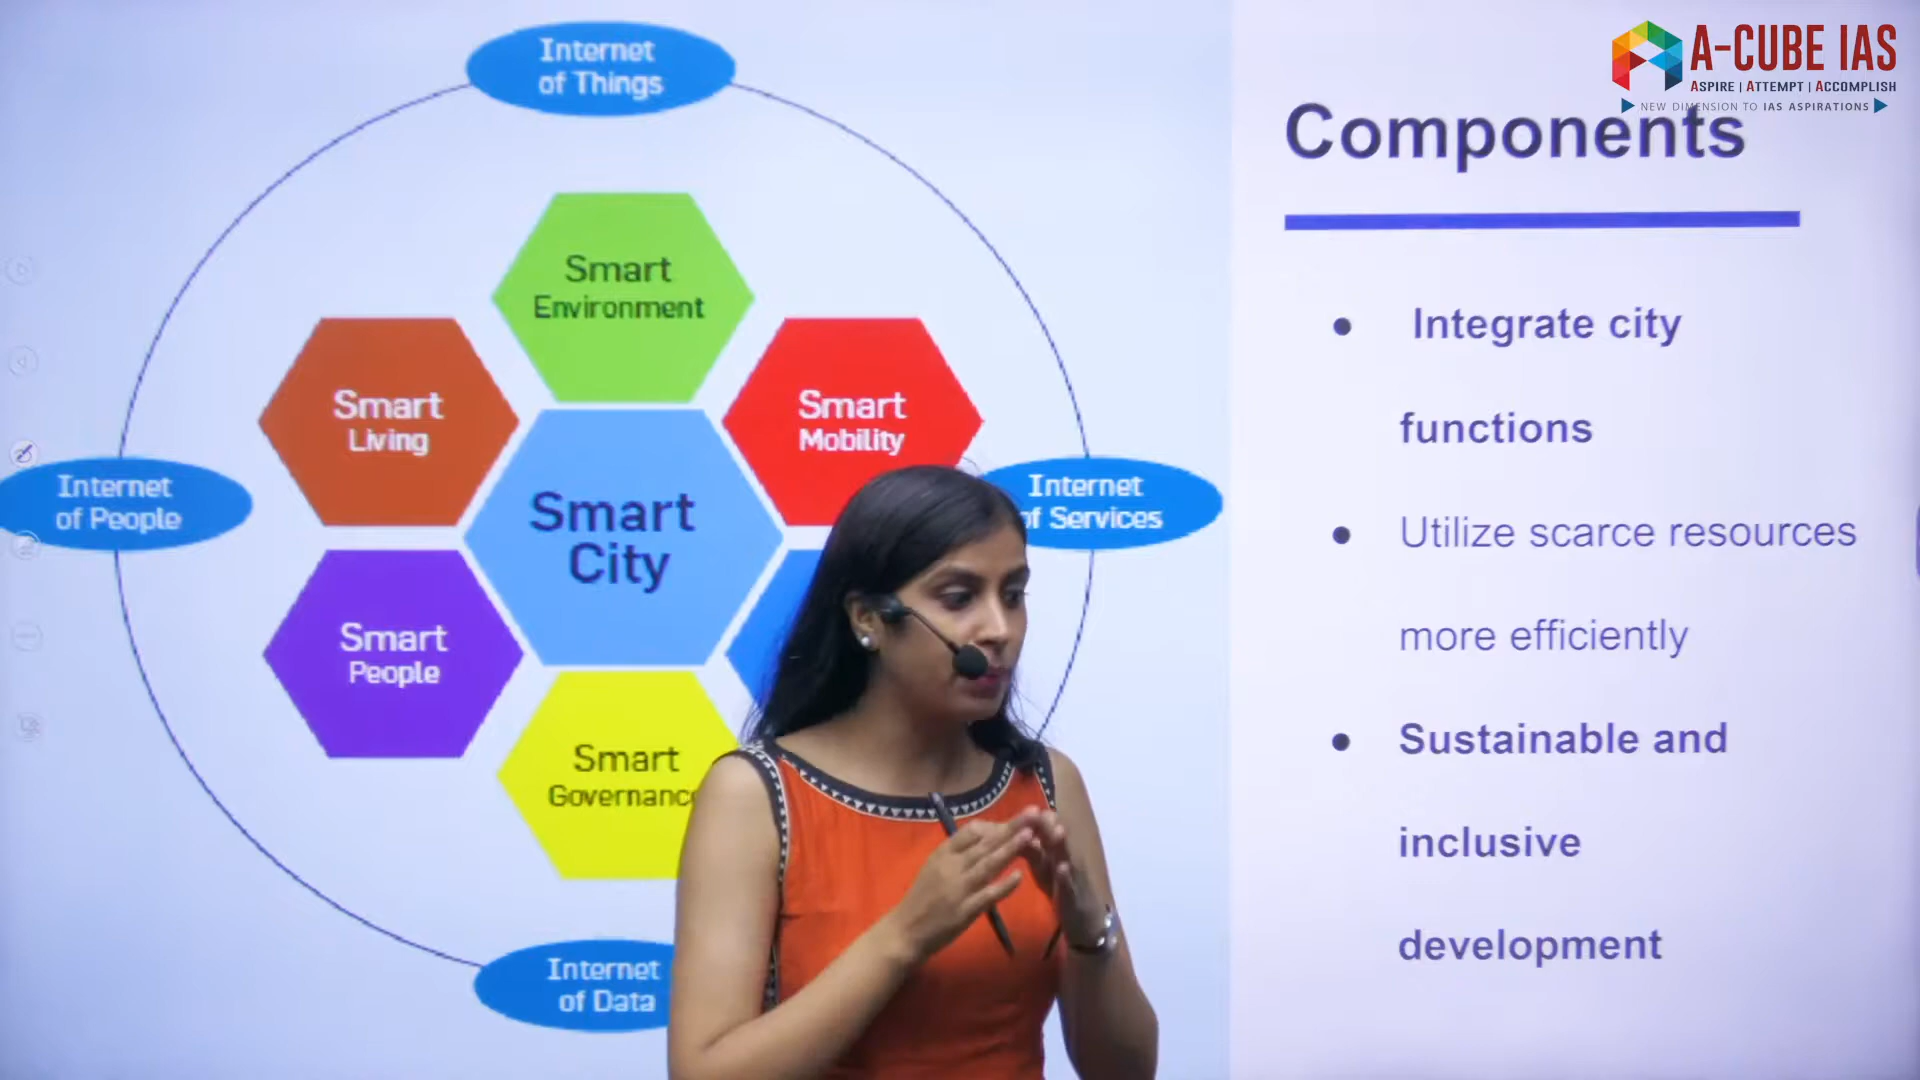 Internet
of Things
A-CUBE IAS
ASPIRE | ATTEMPT | ACCOMPLISH
NEW DIMENSION TO IAS ASPIRATIONS
Components
Smart
Environment
Smart
Living
Smart
Mobility
Internet
of People
Smart
City
Internet
of Services
Smart
People
Smart
Governance
Internet
of Data
• Integrate city
functions
• Utilize scarce resources
more efficiently
• Sustainable and
inclusive
development